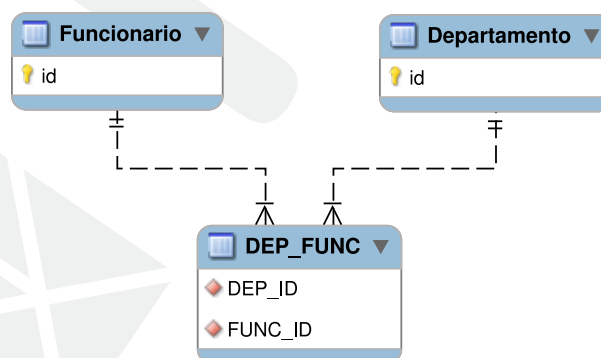 Funcionario
id
Departamento
id
DEP_FUNC
DEP_ID
FUNC_ID